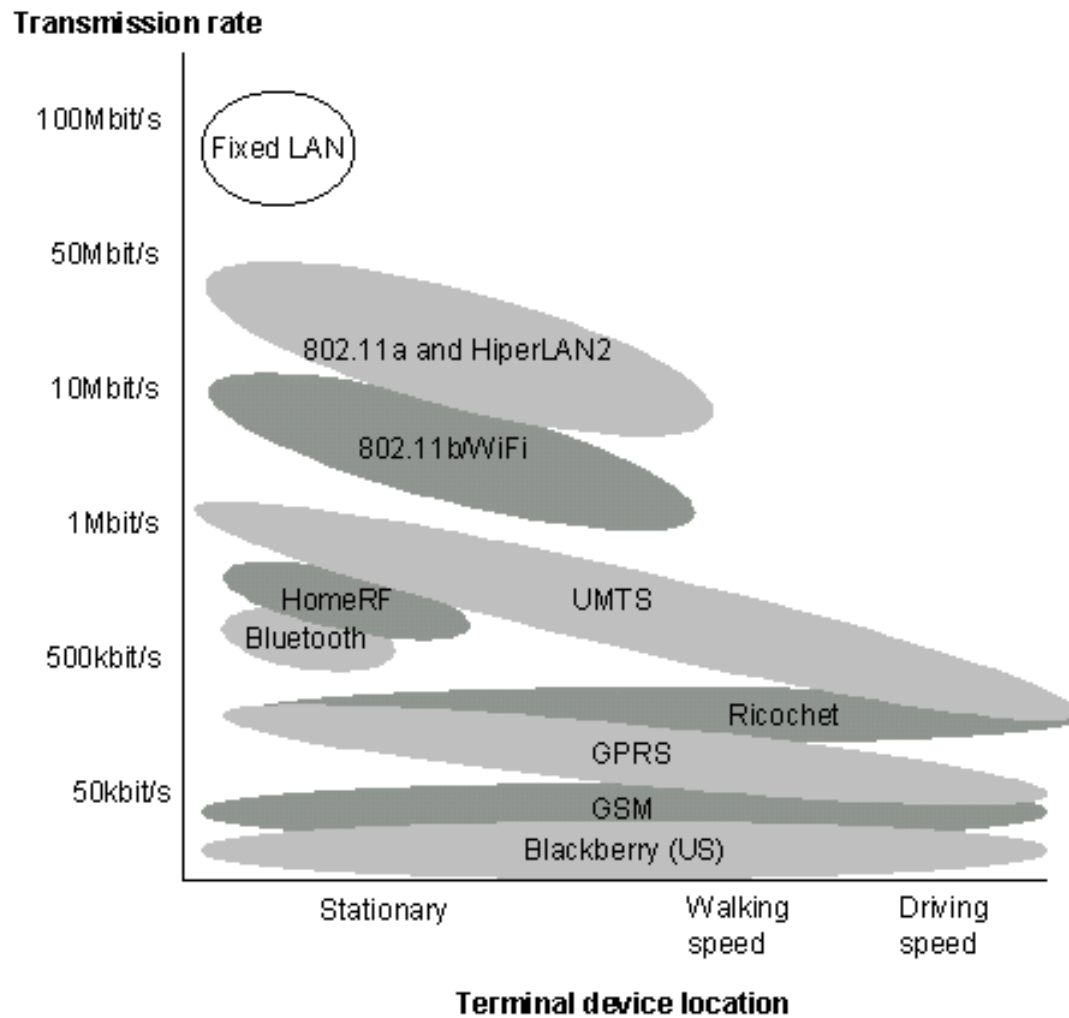 Transmission rate
100Mbit/s
Fixed LAN
50Mbit/s
802.11a and HiperLAN2
10Mbit/s
802.11b/WiFi
1Mbit/s
HomeRF
UMTS
Bluetooth
500kbit/s
Ricochet
GPRS
50kbit/s
GSM
Blackberry (US)
Stationary
Walking
speed
Driving
speed
Terminal device location